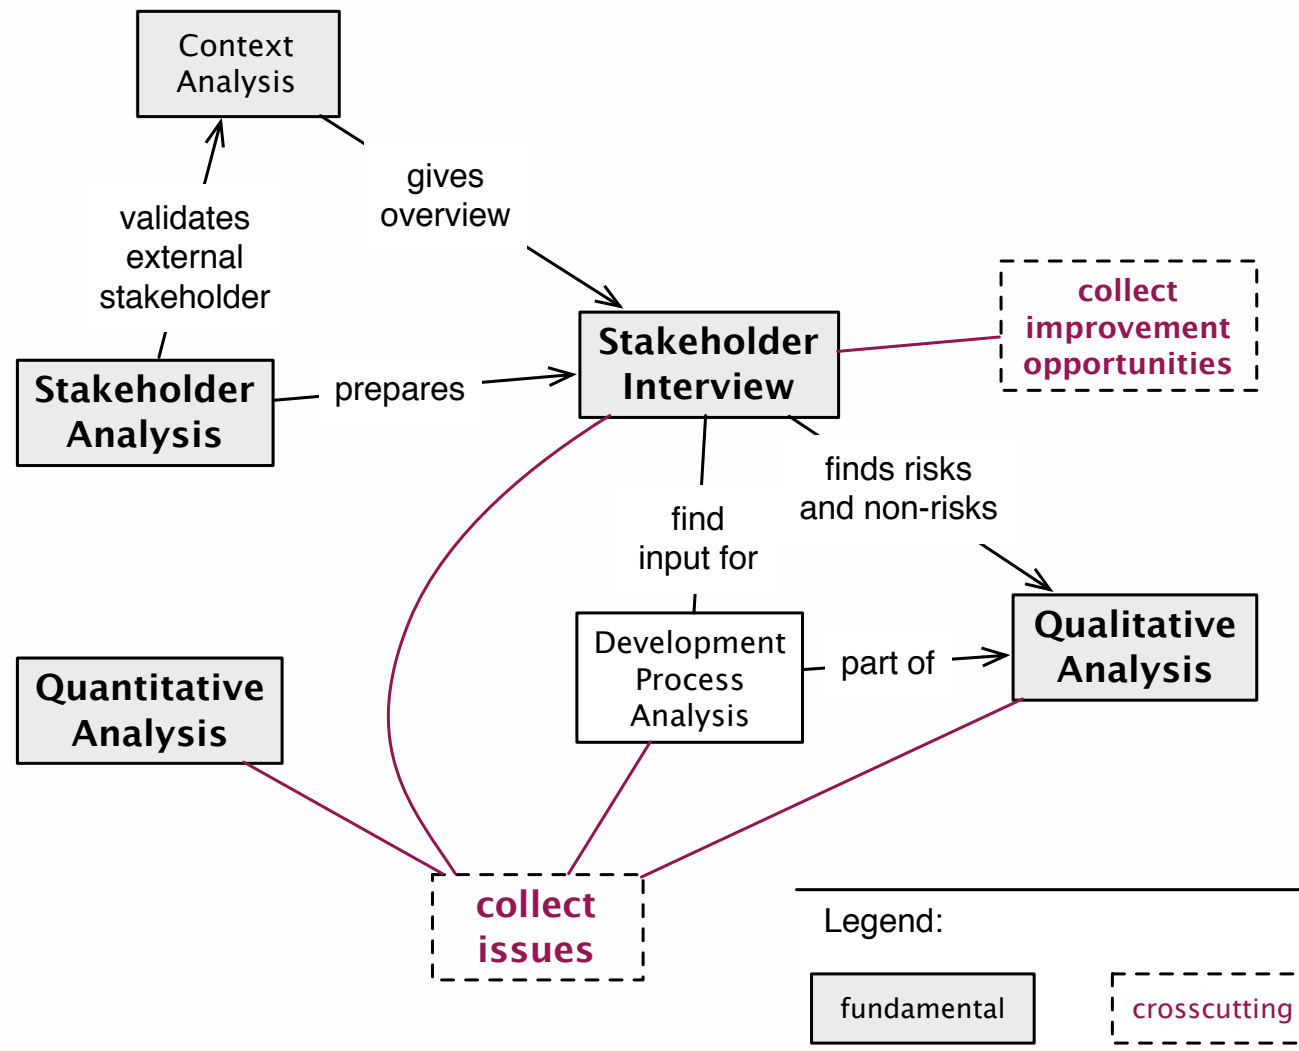 Context
Analysis
gives
overview
validates
external
stakeholder
collect
improvement
opportunities
Stakeholder
Interview
Stakeholder
Analysis
prepares
finds risks
and non-risks
find
input for
Qualitative
Analysis
Development
Process
Analysis
part of
Quantitative
Analysis
collect
issues
Legend:
fundamental
crosscutting